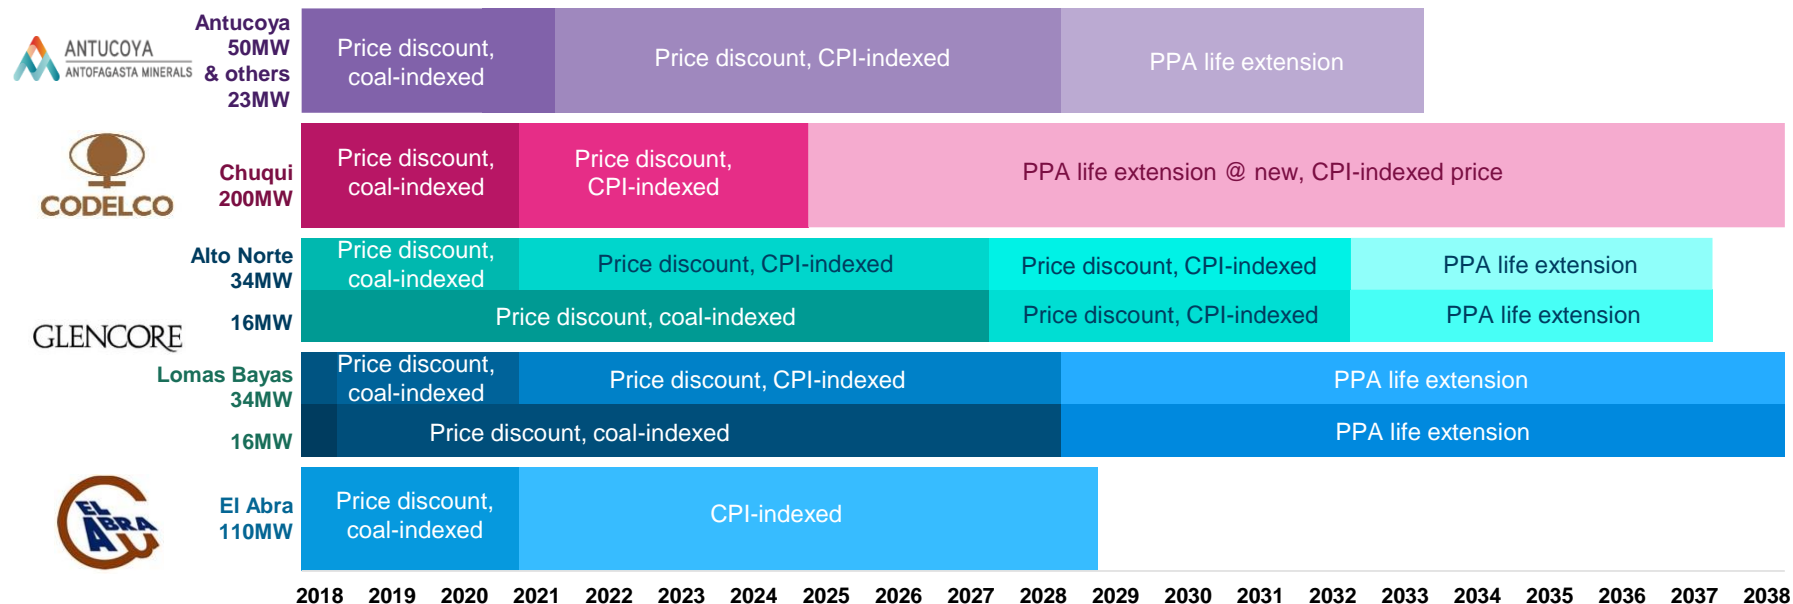 ANTUCOYA
ANTOFAGASTA MINERALS
Antucoya
50MW
& others
23MW
Price discount,
coal-indexed
Price discount, CPI-indexed
PPA life extension
CODELCO
Chuqui
200MW
Price discount,
coal-indexed
Price discount,
CPI-indexed
PPA life extension @ new, CPI-indexed price
GLENCORE
Alto Norte
34MW
Price discount,
coal-indexed
Price discount, CPI-indexed
Price discount, CPI-indexed
PPA life extension
16MW
Price discount, coal-indexed
Price discount, CPI-indexed
PPA life extension
Lomas Bayas
34MW
Price discount,
coal-indexed
Price discount, CPI-indexed
PPA life extension
16MW
Price discount, coal-indexed
PPA life extension
EL
ABRA
El Abra
110MW
Price discount,
coal-indexed
CPI-indexed
2018 2019 2020 2021 2022 2023 2024 2025 2026 2027 2028 2029 2030 2031 2032 2033 2034 2035 2036 2037 2038